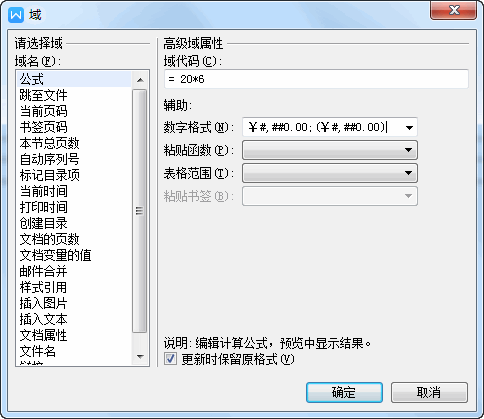 域
请选择域
域名(F):
公式
跳至文件
当前页码
书签页码
本节总页数
自动序列号
标记目录项
当前时间
打印时间
创建目录
文档的页数
文档变量的值
邮件合并
样式引用
插入图片
插入文本
文档属性
文件名
高级域属性
域代码(C):
= 20*6
辅助:
数字格式(N): ￥#,##0.00;(￥#,##0.00)
粘贴函数(P):
表格范围(T):
粘贴书签(B):
说明: 编辑计算公式，预览中显示结果。
更新时保留原格式(V)
确定
取消